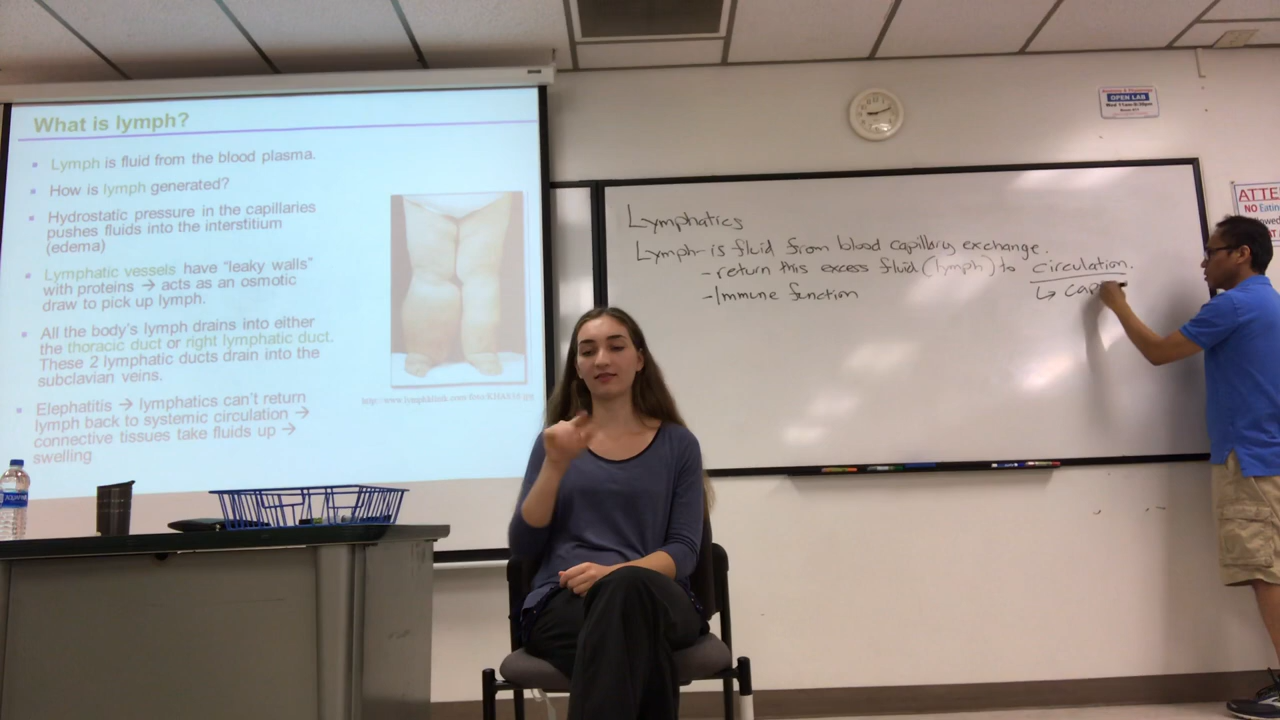 What is lymph?
Lymph is fluid from the blood plasma.
How is lymph generated?
Hydrostatic pressure in the capillaries
pushes fluids into the interstitium
(edema)
Lymphatic vessels have "leaky walls"
with proteins → acts as an osmotic
draw to pick up lymph.
All the body's lymph drains into either
the thoracic duct or right lymphatic duct.
These 2 lymphatic ducts drain into the
subclavian veins.
Elephatitis → lymphatics can't return
lymph back to systemic circulation →
connective tissues take fluids up →
swelling
Lymphatics
Lymph- is fluid from blood capillary exchange.
- return this excess fluid (lymph) to circulation.
↳ cap
- Immune function
OPEN LAB
ATTE
NO Eatin